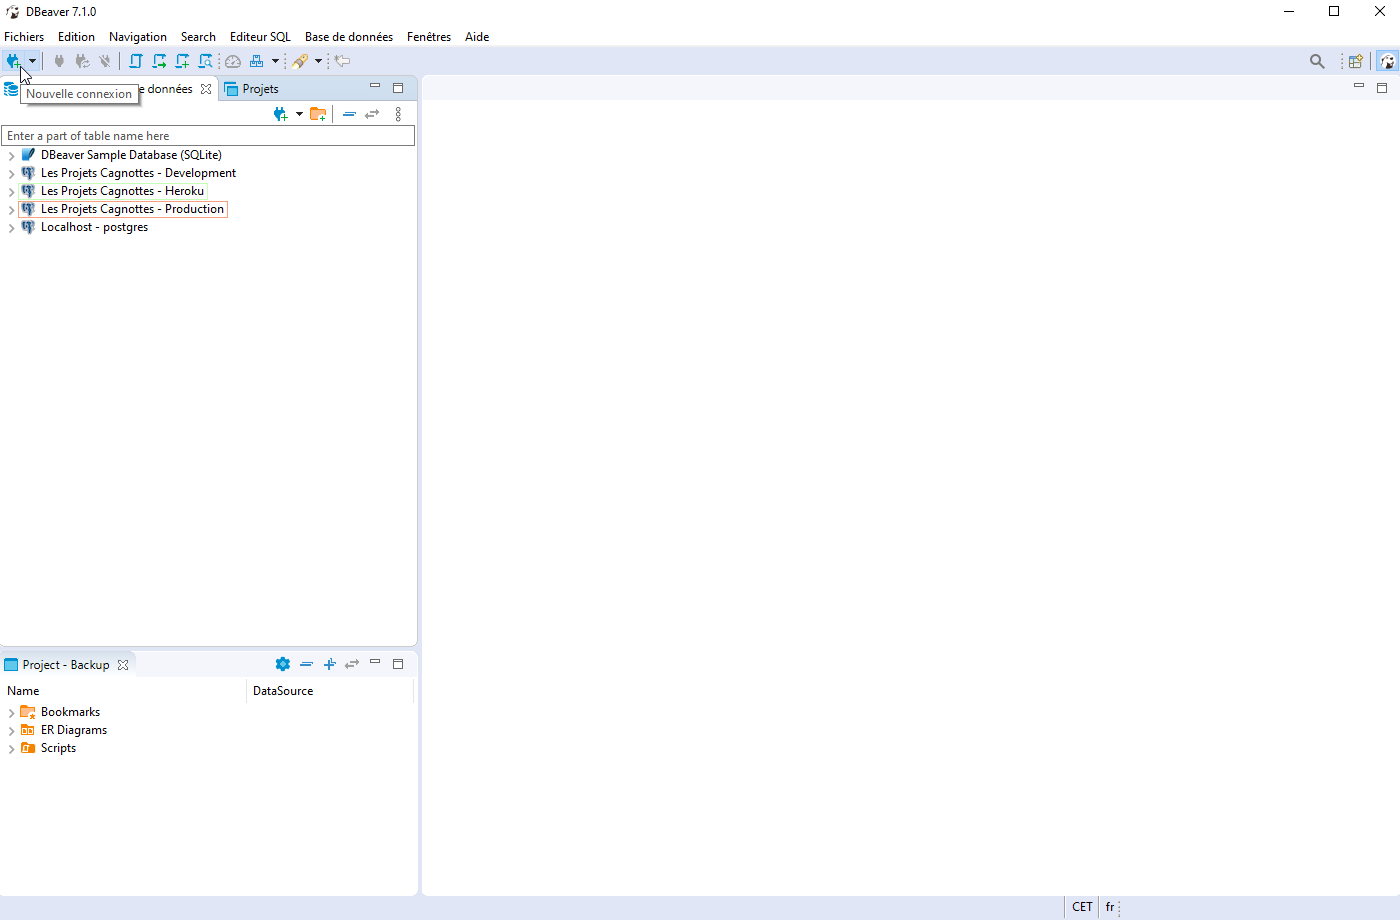 DBeaver 7.1.0
Fichiers Edition Navigation Search Editeur SQL Base de données Fenêtres Aide
Nouvelle connexion
données Projets
Enter a part of table name here
DBeaver Sample Database (SQLite)
Les Projets Cagnottes - Development
Les Projets Cagnottes - Heroku
Les Projets Cagnottes - Production
Localhost - postgres
Project - Backup
Name DataSource
Bookmarks
ER Diagrams
Scripts
CET fr